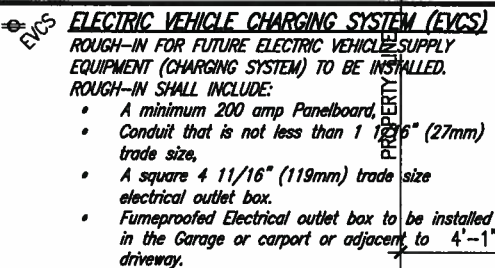 EVCS ELECTRIC VEHICLE CHARGING SYSTEM (EVCS)
ROUGH-IN FOR FUTURE ELECTRIC VEHICLE SUPPLY
EQUIPMENT (CHARGING SYSTEM) TO BE INSTALLED.
ROUGH-IN SHALL INCLUDE:
• A minimum 200 amp Panelboard,
• Conduit that is not less than 1 1/16" (27mm)
trade size,
• A square 4 11/16" (119mm) trade size
electrical outlet box.
• Fumeproofed Electrical outlet box to be installed
in the Garage or carport or adjacent to
driveway.
PROPERTY LINE
4'-1"